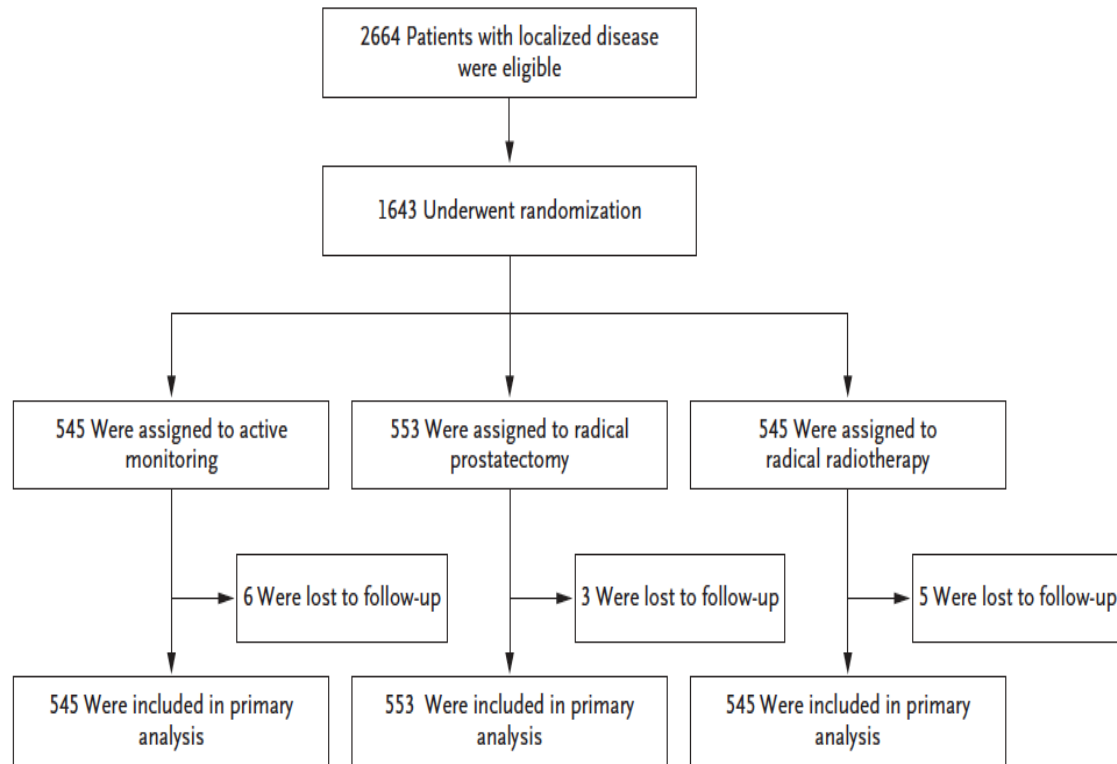 2664 Patients with localized disease
were eligible
1643 Underwent randomization
545 Were assigned to active
monitoring
553 Were assigned to radical
prostatectomy
545 Were assigned to
radical radiotherapy
6 Were lost to follow-up
3 Were lost to follow-up
5 Were lost to follow-up
545 Were included in primary
analysis
553 Were included in primary
analysis
545 Were included in primary
analysis